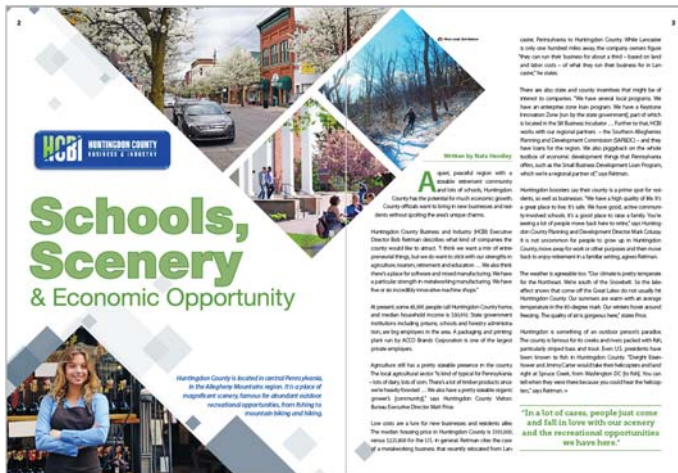 2
3
HCBI HUNTINGDON COUNTY
BUSINESS & INDUSTRY
Schools,
Scenery
& Economic Opportunity
Huntingdon County is located in central Pennsylvania,
in the Allegheny Mountains region. It is a place of
magnificent scenery, famous for abundant outdoor
recreational opportunities, from fishing to
mountain biking and hiking.
Written by Nate Hendley
A quiet, peaceful region with a
sizeable retirement community
and lots of schools, Huntingdon
County has the potential for much economic growth.
County officials want to bring in new businesses and resi-
dents without spoiling the area's unique charms.
Huntingdon County Business and Industry (HCBI) Executive
Director Bob Reitman describes what kind of companies the
county would like to attract. "I think we want a mix of entre-
preneurial things, but we do want to stick with our strengths in
agriculture, tourism, retirement and education … We also think
there's a place for software and mixed manufacturing. We have
a particular strength in metalworking manufacturing. We have
five or six incredibly innovative machine shops."
At present, some 45,000 people call Huntingdon County home,
and median household income is
State government
institutions including prisons, schools and forestry administra-
tion, are big employers in the area. A packaging and printing
plant run by ACCO Brands Corporation is one of the largest
private employers.
Agriculture still has a pretty sizeable presence in the county.
The local agricultural sector "is kind of typical for Pennsylvania
– lots of dairy, lots of corn. There's a lot of timber products since
we're heavily forested … We also have a pretty sizeable organic
grower's [community]," says Huntingdon County Visitors
Bureau Executive Director Matt Price.
Low costs are a lure for new businesses and residents alike.
The median housing price in Huntingdon County is
versus
for the U.S. in general. Reitman cites the case
of a metalworking business that recently relocated from Lan-
caster, Pennsylvania to Huntingdon County. While Lancaster
is only one hundred miles away, the company owners figure
"they can run their business for about a third – based on land
and labor costs – of what they run their business for in Lan-
caster," he states.
There are also state and county incentives that might be of
interest to companies. "We have several local programs. We
have an enterprise zone loan program. We have a Keystone
Innovation Zone [run by the state government], part of which
is located in the
Business Incubator … Further to that, HCBI
works with our regional partners – the Southern Alleghenies
Planning and Development Commission (SAP&DC) – and they
have loans for the region. We also piggyback on the whole
toolbox of economic development things that Pennsylvania
offers, such as the Small Business Development Loan Program,
which we're a regional partner of," says Reitman.
Huntingdon boosters say that county is a prime spot for resi-
dents, as well as businesses. "We have a high quality of life. It's
a great place to live. It's safe. We have good, active commun-
ity-involved schools. It's a good place to raise a family. You're
seeing a lot of people move back here to retire," says Hunting-
don County Planning and Development Director Mark Colussy.
It is not uncommon for people to grow up in Huntingdon
County, move away for work or other purposes and then move
back to enjoy retirement in a familiar setting, agrees Reitman.
The weather is agreeable too. "Our climate is pretty temperate
for the Northeast. We're south of the Snowbelt. So the lake
effect snows that come off the Great Lakes do not usually hit
Huntingdon County. Our summers are warm with an average
temperature in the 80-degree mark. Our winters hover around
freezing. The quality of air is gorgeous here," states Price.
Huntingdon is something of an outdoor person's paradise.
The county is famous for its creeks and rivers packed with fish,
particularly striped bass and trout. Even U.S. presidents have
been known to fish in Huntingdon County. "Dwight Eisen-
hower and Jimmy Carter would take their helicopters and land
right at Spruce Creek, from Washington DC [to fish]. You can
tell when they were there because you could hear the helicop-
ters," says Reitman.
"In a lot of cases, people just come
and fall in love with our scenery
and the recreational opportunities
we have here."